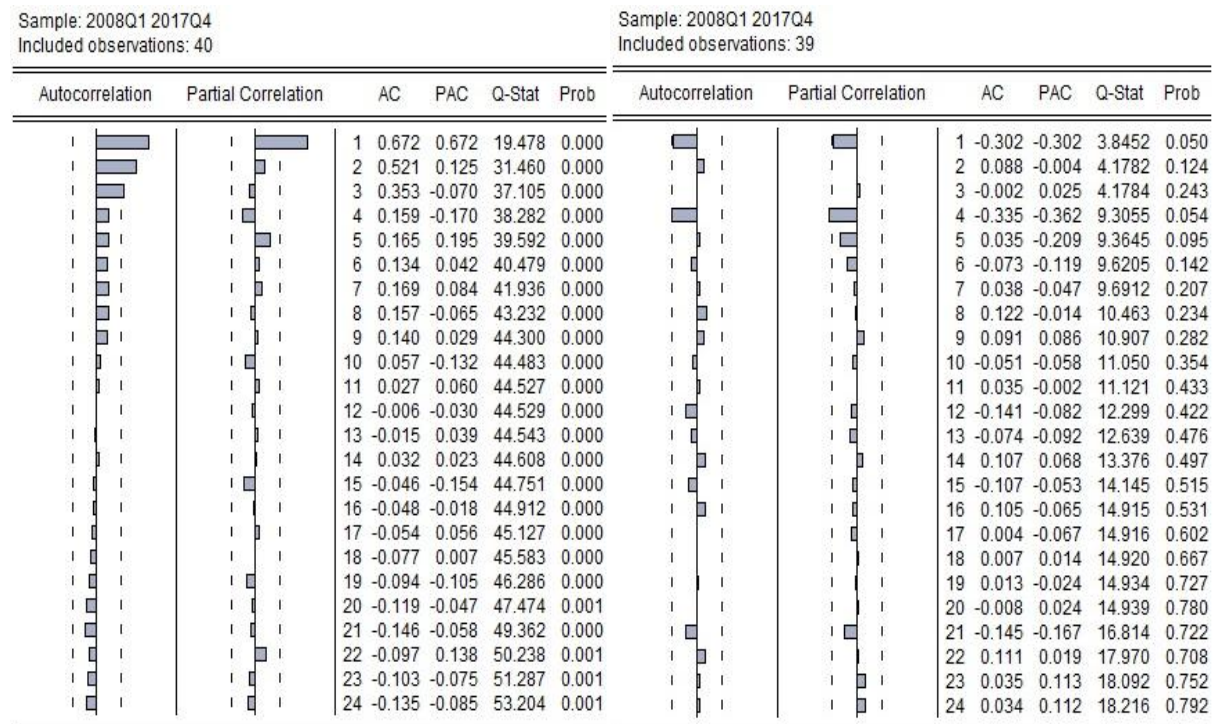 Sample: 2008Q1 2017Q4
Included observations: 40
Autocorrelation Partial Correlation AC PAC Q-Stat Prob
1 0.672 0.672 19.478 0.000
2 0.521 0.125 31.460 0.000
3 0.353 -0.070 37.105 0.000
4 0.159 -0.170 38.282 0.000
5 0.165 0.195 39.592 0.000
6 0.134 0.042 40.479 0.000
7 0.169 0.084 41.936 0.000
8 0.157 -0.065 43.232 0.000
9 0.140 0.029 44.300 0.000
10 0.057 -0.132 44.483 0.000
11 0.027 0.060 44.527 0.000
12 -0.006 -0.030 44.529 0.000
13 -0.015 0.039 44.543 0.000
14 0.032 0.023 44.608 0.000
15 -0.046 -0.154 44.751 0.000
16 -0.048 -0.018 44.912 0.000
17 -0.054 0.056 45.127 0.000
18 -0.077 0.007 45.583 0.000
19 -0.094 -0.105 46.286 0.000
20 -0.119 -0.047 47.474 0.001
21 -0.146 -0.058 49.362 0.000
22 -0.097 0.138 50.238 0.001
23 -0.103 -0.075 51.287 0.001
24 -0.135 -0.085 53.204 0.001
Sample: 2008Q1 2017Q4
Included observations: 39
Autocorrelation Partial Correlation AC PAC Q-Stat Prob
1 -0.302 -0.302 3.8452 0.050
2 0.088 -0.004 4.1782 0.124
3 -0.002 0.025 4.1784 0.243
4 -0.335 -0.362 9.3055 0.054
5 0.035 -0.209 9.3645 0.095
6 -0.073 -0.119 9.6205 0.142
7 0.038 -0.047 9.6912 0.207
8 0.122 -0.014 10.463 0.234
9 0.091 0.086 10.907 0.282
10 -0.051 -0.058 11.050 0.354
11 0.035 -0.002 11.121 0.433
12 -0.141 -0.082 12.299 0.422
13 -0.074 -0.092 12.639 0.476
14 0.107 0.068 13.376 0.497
15 -0.107 -0.053 14.145 0.515
16 0.105 -0.065 14.915 0.531
17 0.004 -0.067 14.916 0.602
18 0.007 0.014 14.920 0.667
19 0.013 -0.024 14.934 0.727
20 -0.008 0.024 14.939 0.780
21 -0.145 -0.167 16.814 0.722
22 0.111 0.019 17.970 0.708
23 0.035 0.113 18.092 0.752
24 0.034 0.112 18.216 0.792